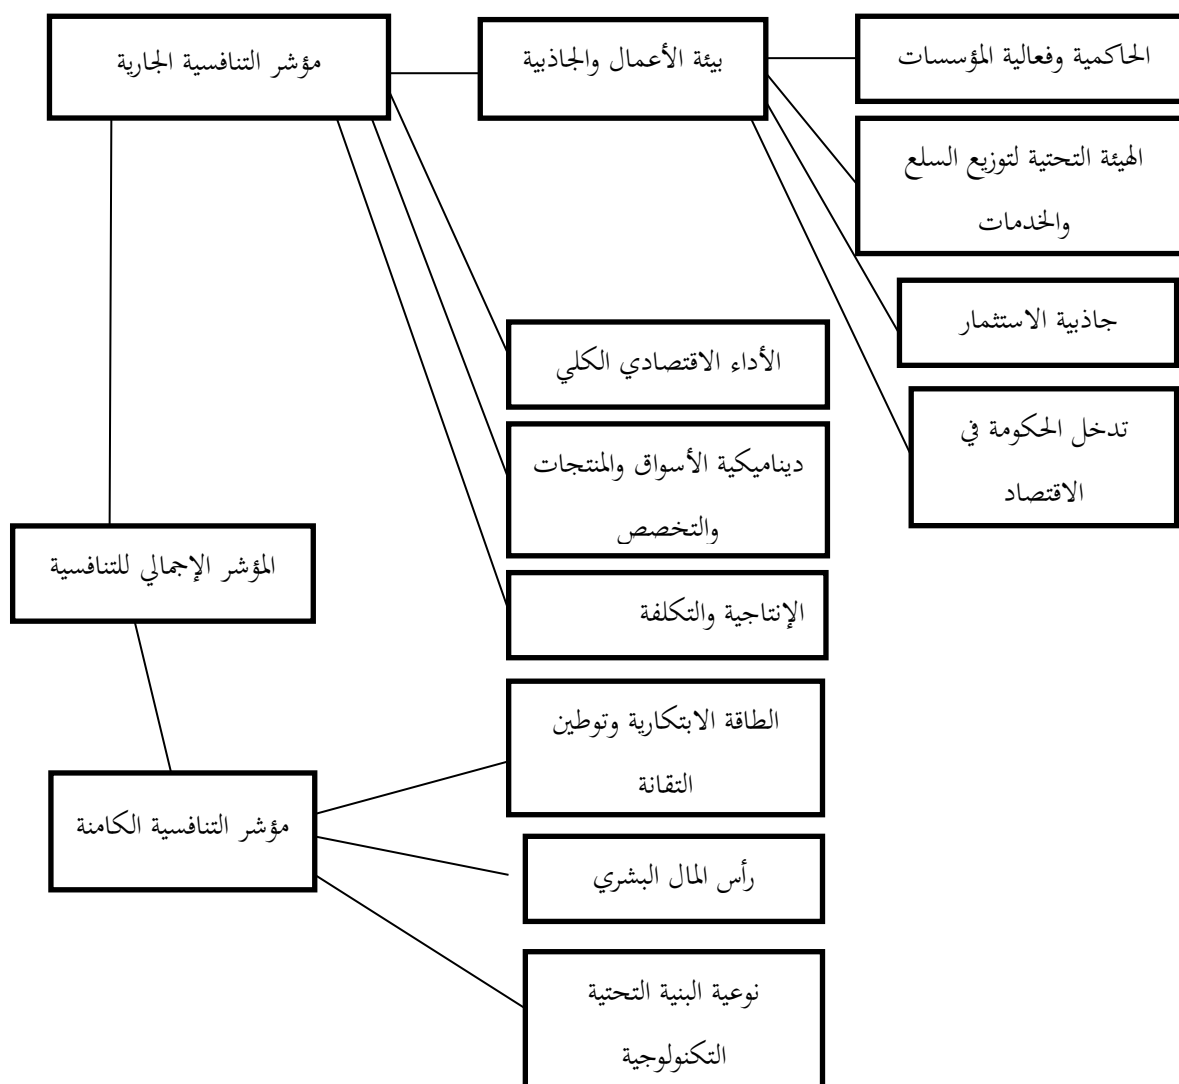 مؤشر التنافسية الجارية
بيئة الأعمال والجاذبية
الحاكمية وفعالية المؤسسات
الهيئة التحتية لتوزيع السلع
والخدمات
جاذبية الاستثمار
تدخل الحكومة في
الاقتصاد
الأداء الاقتصادي الكلي
ديناميكية الأسواق والمنتجات
والتخصص
الإنتاجية والتكلفة
المؤشر الإجمالي للتنافسية
مؤشر التنافسية الكامنة
الطاقة الابتكارية وتوطين
التقانة
رأس المال البشري
نوعية البنية التحتية
التكنولوجية